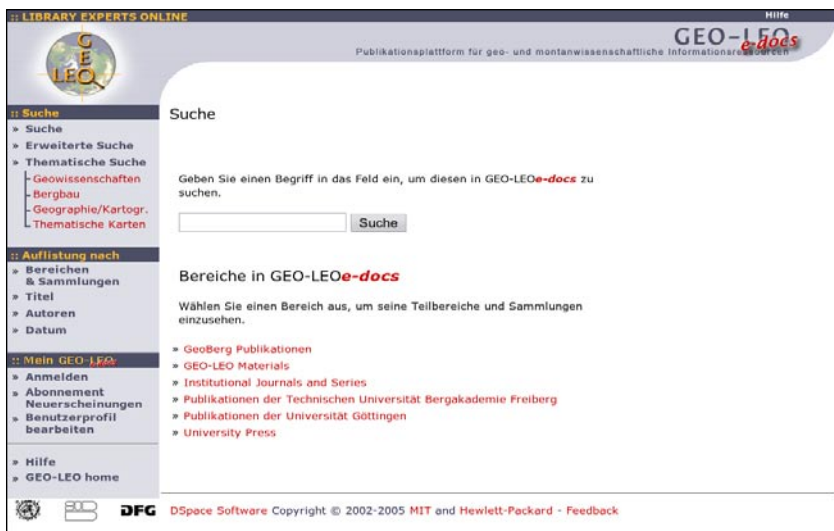 :: LIBRARY EXPERTS ONLINE
Hilfe
GEO-LEO e-docs
Publikationsplattform für geo- und montanwissenschaftliche Informationsressourcen
GEO
LEO
:: Suche
» Suche
» Erweiterte Suche
» Thematische Suche
Geowissenschaften
Bergbau
Geographie/Kartogr.
Thematische Karten
:: Auflistung nach
» Bereichen
& Sammlungen
» Titel
» Autoren
» Datum
:: Mein GEO-LEO
» Anmelden
» Abonnement
Neuerscheinungen
» Benutzerprofil
bearbeiten
» Hilfe
» GEO-LEO home
Suche
Geben Sie einen Begriff in das Feld ein, um diesen in GEO-LEOe-docs zu
suchen.
Suche
Bereiche in GEO-LEOe-docs
Wählen Sie einen Bereich aus, um seine Teilbereiche und Sammlungen
einzusehen.
» GeoBerg Publikationen
» GEO-LEO Materials
» Institutional Journals and Series
» Publikationen der Technischen Universität Bergakademie Freiberg
» Publikationen der Universität Göttingen
» University Press
DFG
DSpace Software Copyright © 2002-2005 MIT and Hewlett-Packard - Feedback